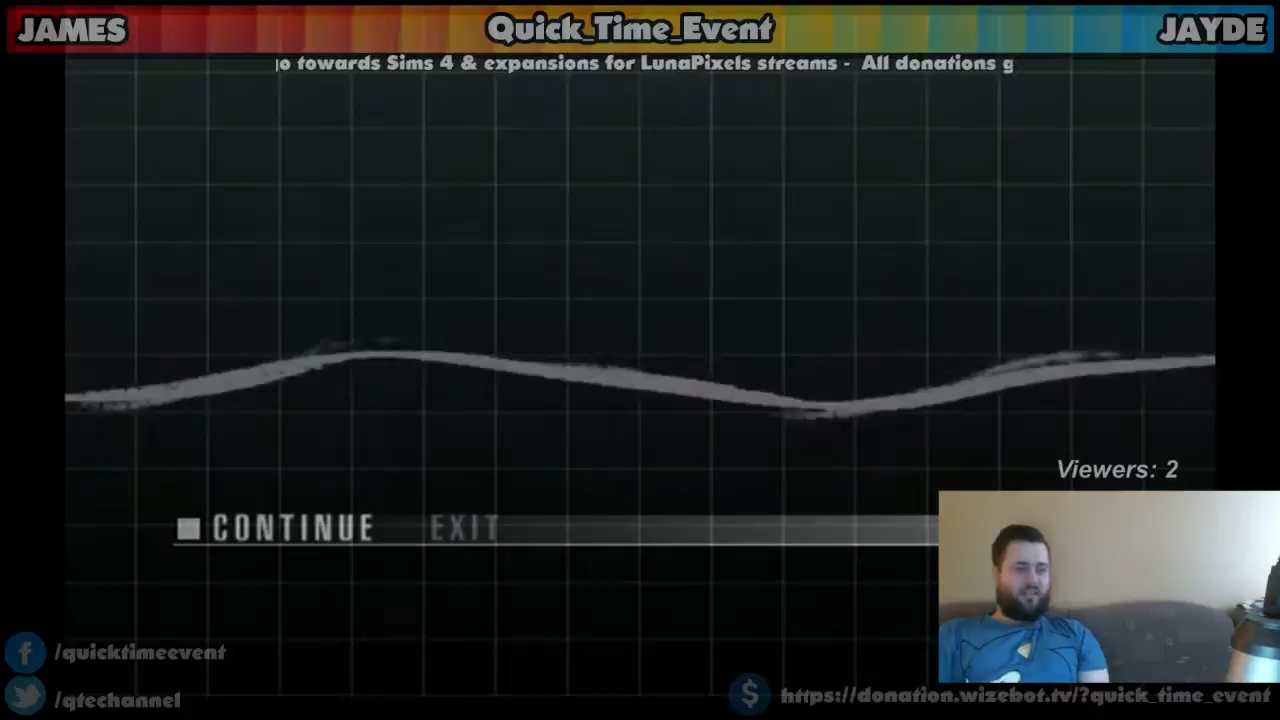 JAMES
Quick_Time_Event
JAYDE
o towards Sims 4 & expansions for LunaPixels streams - All donations g
Viewers: 2
CONTINUE EXIT
/quicktimeevent
/qtechannel
https://donation.wizebot.tv/?quick_time_event